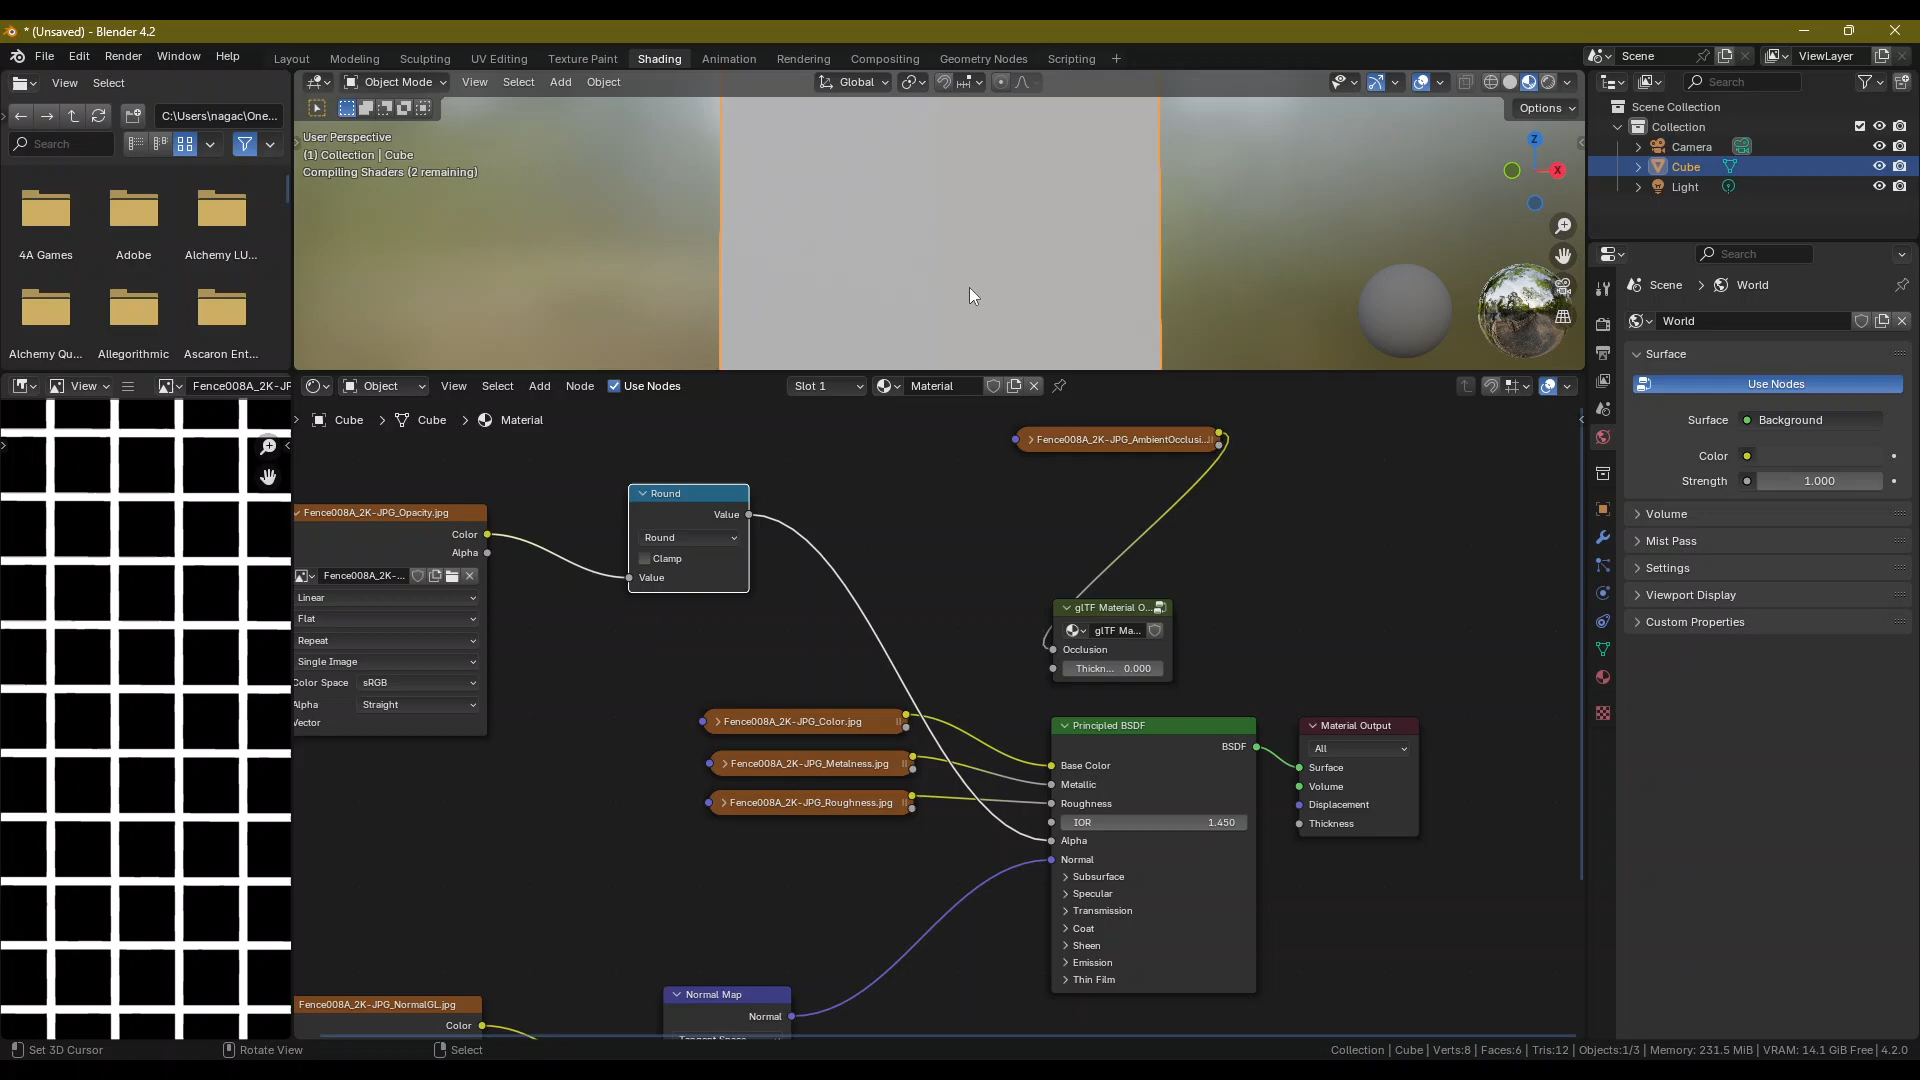 * (Unsaved) - Blender 4.2
File Edit Render Window Help Layout Modeling Sculpting UV Editing Texture Paint Shading Animation Rendering Compositing Geometry Nodes Scripting + Scene ViewLayer
View Select
Object Mode View Select Add Object Global
Search
C:\Users\nagac\One...
Options
Search
4A Games Adobe Alchemy LU...
Alchemy Qu... Allegorithmic Ascaron Ent...
User Perspective
(1) Collection | Cube
Compiling Shaders (2 remaining)
Z
X
Scene Collection
Collection
Camera
Cube
Light
Search
Scene > World
World
Surface
Use Nodes
Surface Background
Color
Strength 1.000
Volume
Mist Pass
Settings
Viewport Display
Custom Properties
View Fence008A_2K-JP
Object View Select Add Node Use Nodes Slot 1 Material
Cube > Cube > Material
Fence008A_2K-JPG_AmbientOcclusi...
Fence008A_2K-JPG_Opacity.jpg
Color
Alpha
Fence008A_2K-...
Linear
Flat
Repeat
Single Image
Color Space sRGB
Alpha Straight
Vector
Round
Value
Round
Clamp
Value
glTF Material O...
glTF Ma...
Occlusion
Thickn... 0.000
Fence008A_2K-JPG_Color.jpg
Fence008A_2K-JPG_Metalness.jpg
Fence008A_2K-JPG_Roughness.jpg
Principled BSDF
BSDF
Base Color
Metallic
Roughness
IOR 1.450
Alpha
Normal
Subsurface
Specular
Transmission
Coat
Sheen
Emission
Thin Film
Material Output
All
Surface
Volume
Displacement
Thickness
Fence008A_2K-JPG_NormalGL.jpg
Color
Normal Map
Normal
Tangent Space
Set 3D Cursor Rotate View Select
Collection | Cube | Verts:8 | Faces:6 | Tris:12 | Objects:1/3 | Memory: 231.5 MiB | VRAM: 14.1 GiB Free | 4.2.0